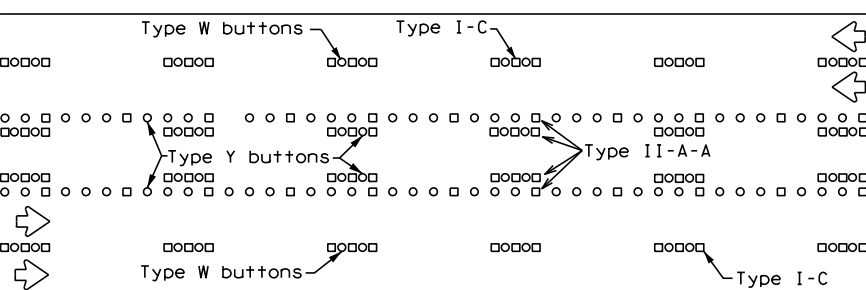 Type W buttons
Type I-C
Type Y buttons
Type II-A-A
Type W buttons
Type I-C